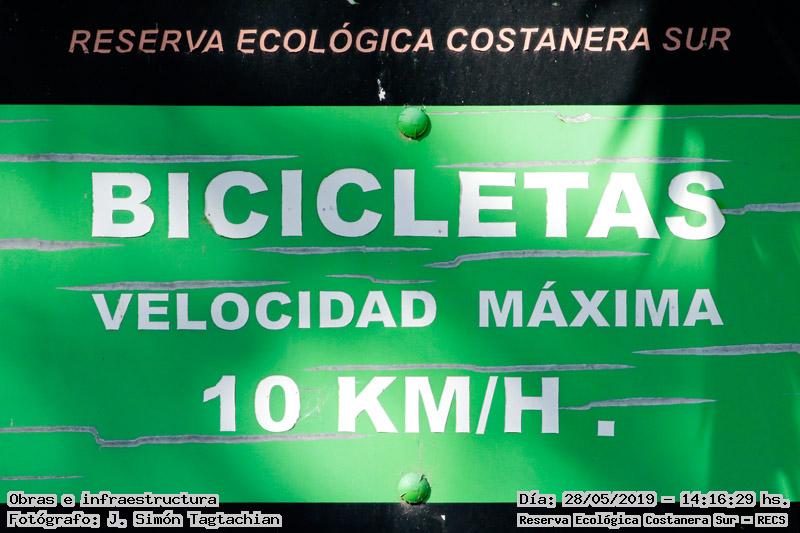 RESERVA ECOLÓGICA COSTANERA SUR
BICICLETAS
VELOCIDAD MÁXIMA
10 KM/H .
Obras e infraestructura
Fotógrafo: J. Simón Tagtachian
Día: 28/05/2019 – 14:16:29 hs.
Reserva|Ecológica|Costanera|Sur – RECS